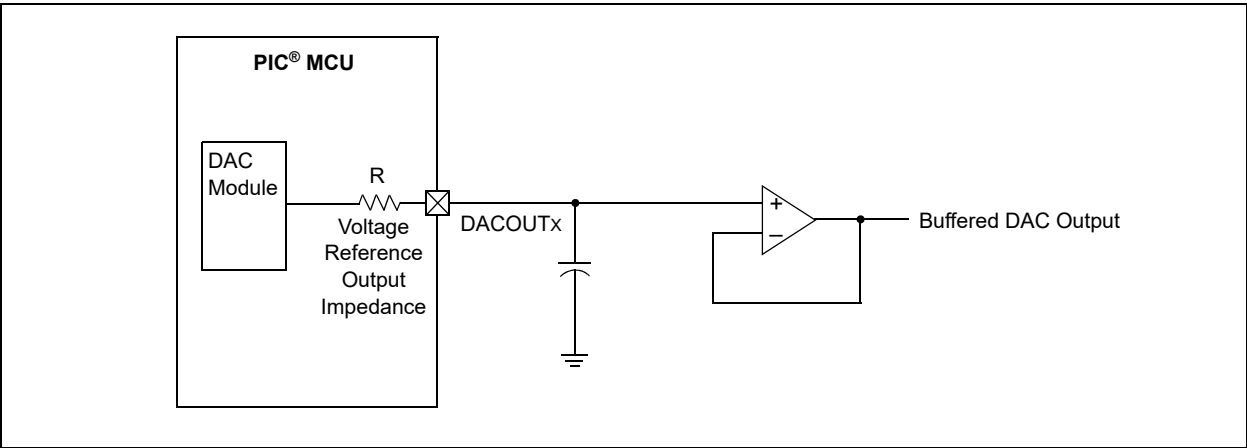 PIC® MCU
DAC
Module
R
Voltage
Reference
Output
Impedance
DACOUTX
+
–
Buffered DAC Output